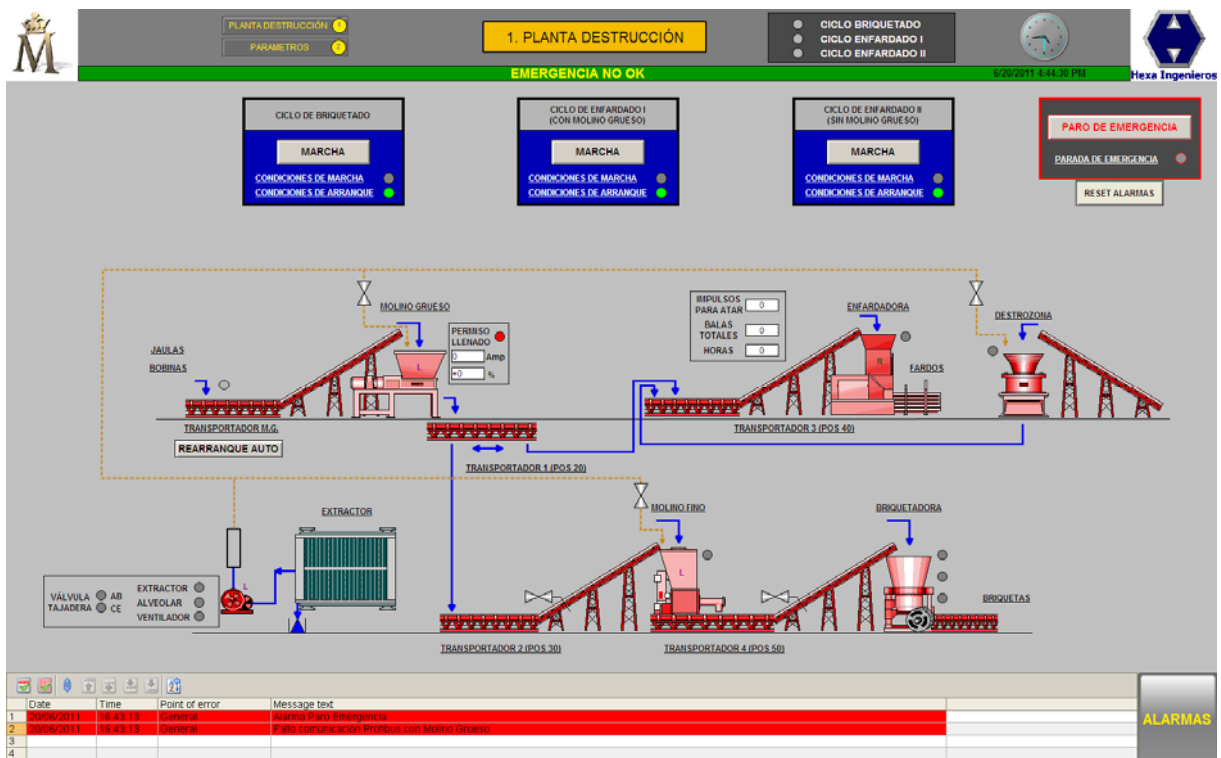 PLANTA DESTRUCCIÓN 1
PARAMETROS 2
1. PLANTA DESTRUCCIÓN
CICLO BRIQUETADO
CICLO ENFARDADO I
CICLO ENFARDADO II
EMERGENCIA NO OK
6/20/2011 4:44:30 PM
Hexa Ingenieros
CICLO DE BRIQUETADO
MARCHA
CONDICIONES DE MARCHA
CONDICIONES DE ARRANQUE
CICLO DE ENFARDADO I
(CON MOLINO GRUESO)
MARCHA
CONDICIONES DE MARCHA
CONDICIONES DE ARRANQUE
CICLO DE ENFARDADO II
(SIN MOLINO GRUESO)
MARCHA
CONDICIONES DE MARCHA
CONDICIONES DE ARRANQUE
PARO DE EMERGENCIA
PARADA DE EMERGENCIA
RESET ALARMAS
MOLINO GRUESO
PERMISO
LLENADO
0 Amp
+0 %
L
JAULAS
BOBINAS
TRANSPORTADOR M.G.
REARRANQUE AUTO
IMPULSOS
PARA ATAR 0
BALAS
TOTALES 0
HORAS 0
ENFARDADORA
R
FARDOS
DESTROZONA
TRANSPORTADOR 3 (POS 40)
TRANSPORTADOR 1 (POS 20)
EXTRACTOR
MOLINO FINO
L
BRIQUETADORA
BRIQUETAS
VÁLVULA AB
TAJADERA CE
EXTRACTOR
ALVEOLAR
VENTILADOR
L
TRANSPORTADOR 2 (POS 30)
TRANSPORTADOR 4 (POS 50)
Date Time Point of error Message text
1 20/06/2011 16:43:13 General Alarma Paro Emergencia
2 20/06/2011 16:43:13 General Fallo comunicación Profibus con Molino Grueso
3
4
ALARMAS